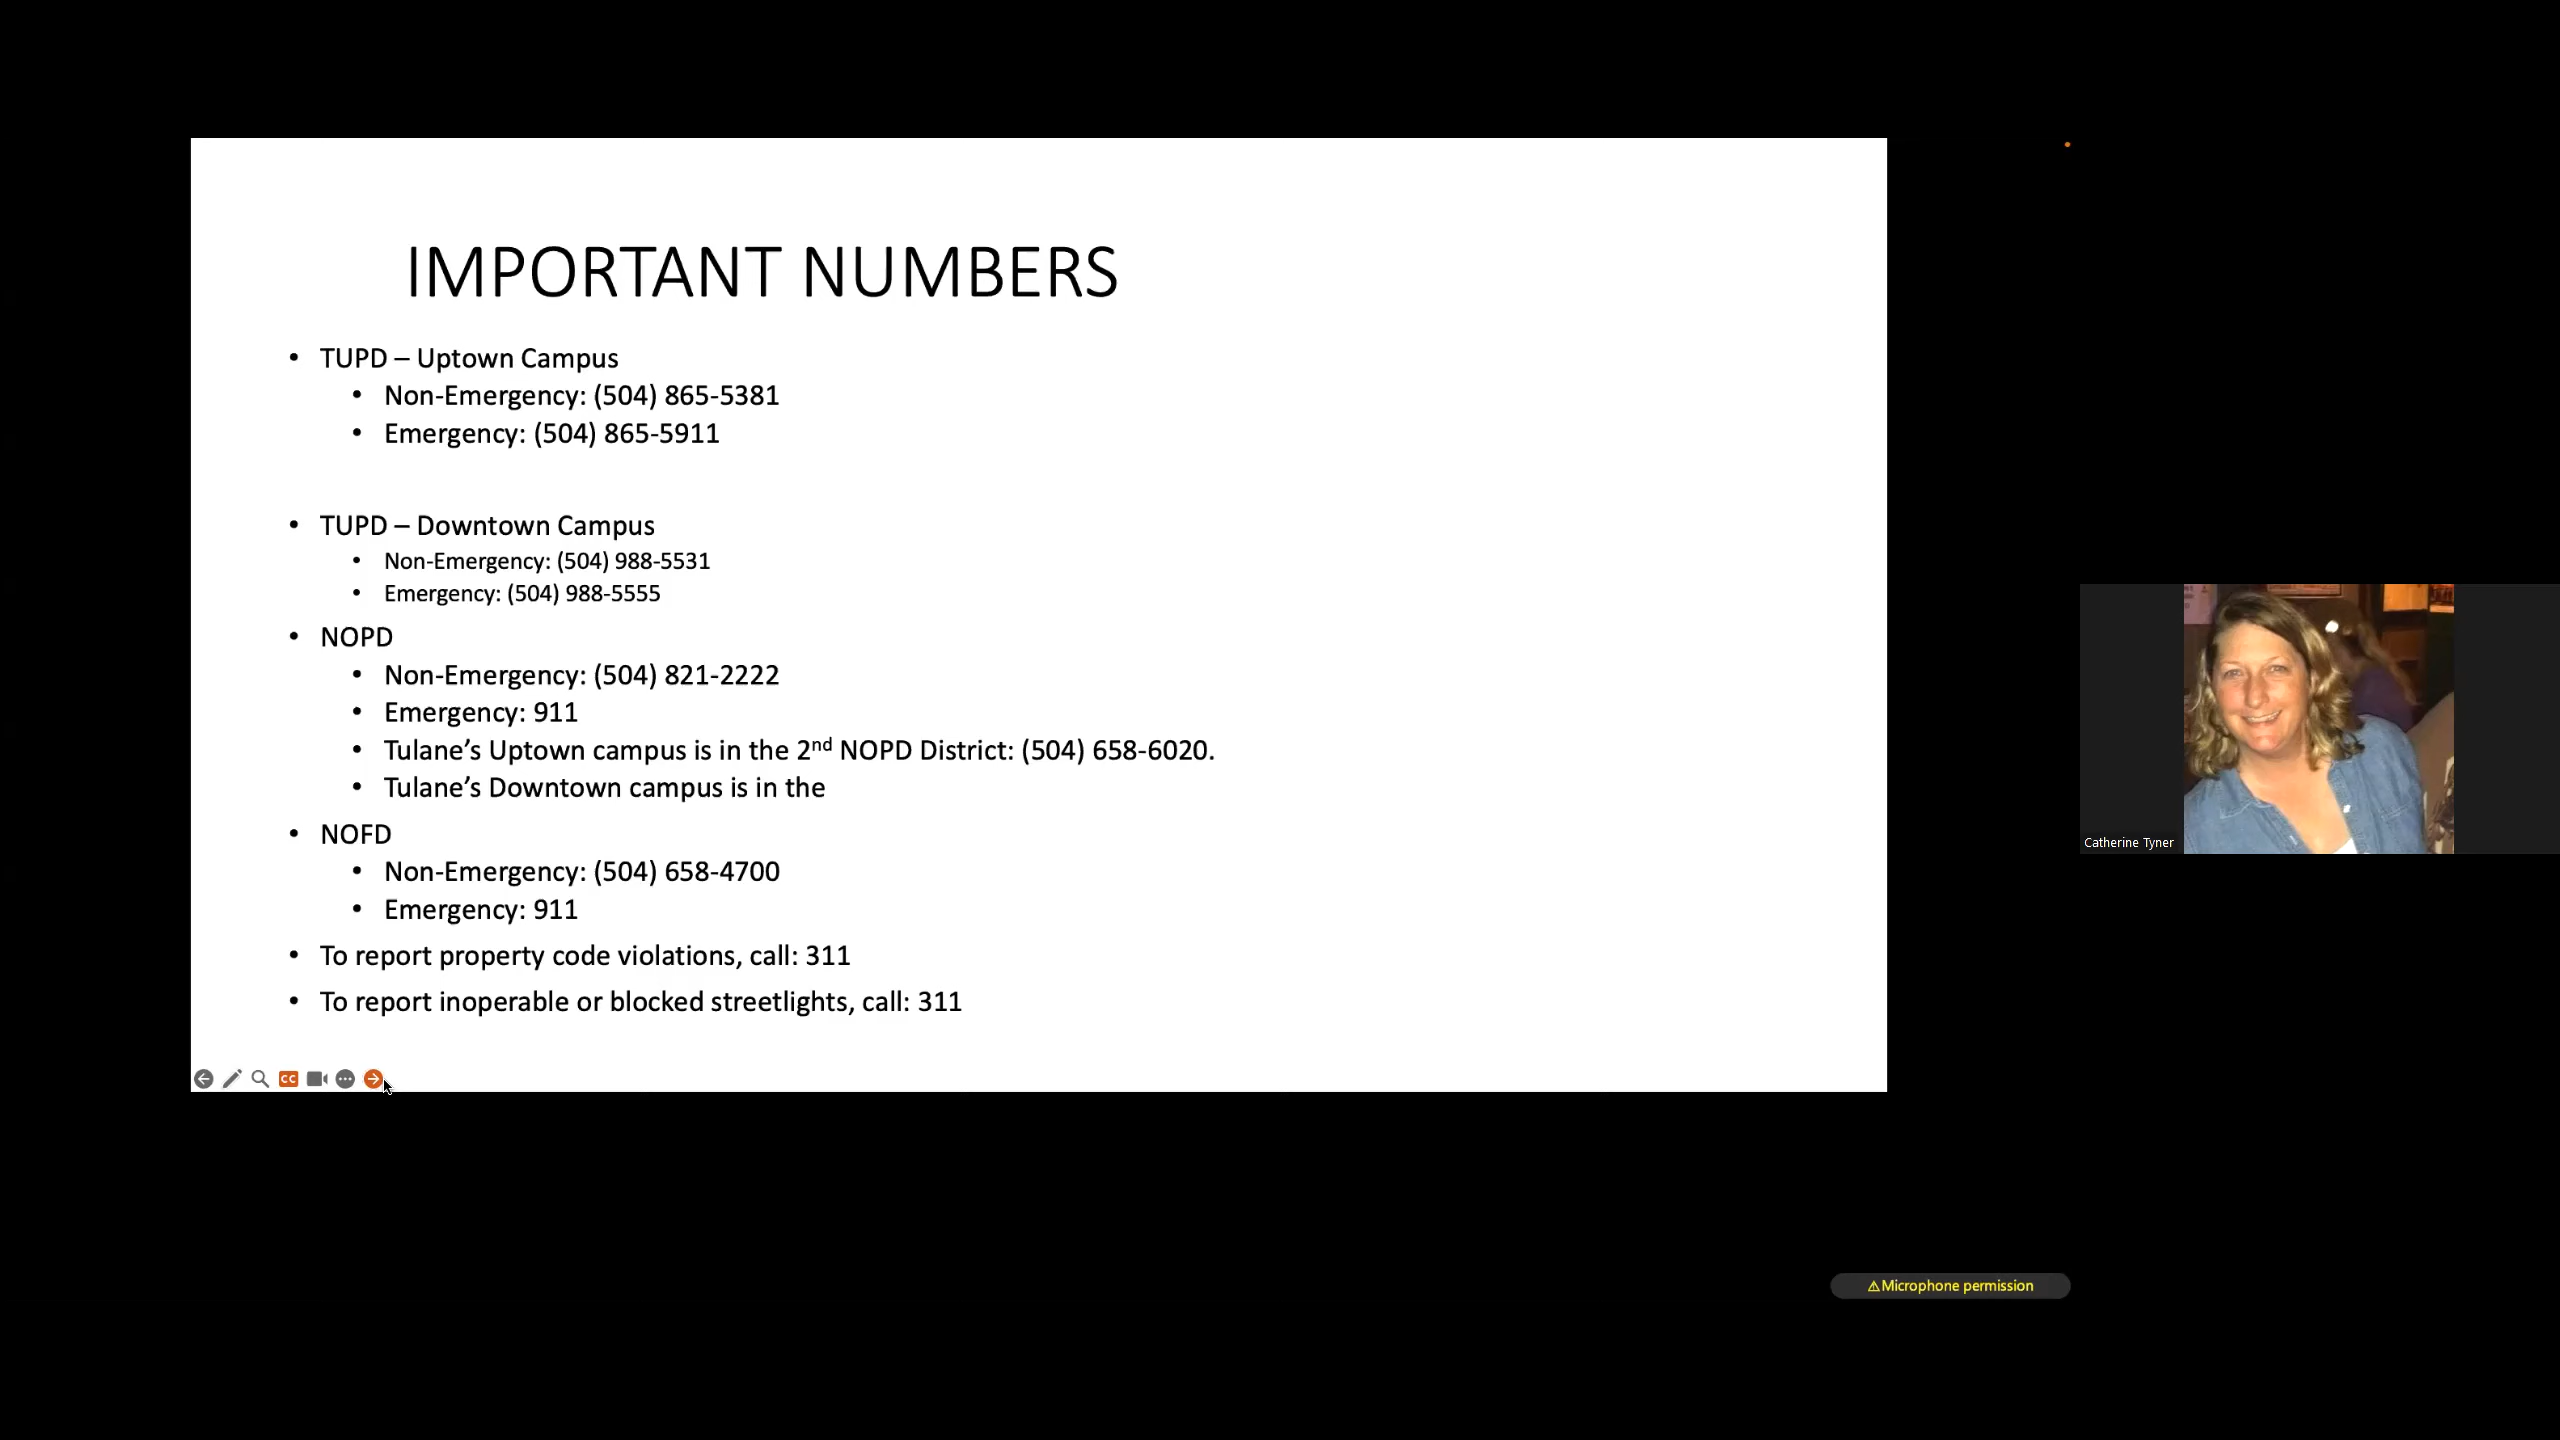 IMPORTANT NUMBERS
• TUPD – Uptown Campus
• Non-Emergency: (504) 865-5381
• Emergency: (504) 865-5911
• TUPD – Downtown Campus
• Non-Emergency: (504) 988-5531
• Emergency: (504) 988-5555
• NOPD
• Non-Emergency: (504) 821-2222
• Emergency: 911
• Tulane’s Uptown campus is in the 2nd NOPD District: (504) 658-6020.
• Tulane’s Downtown campus is in the
• NOFD
• Non-Emergency: (504) 658-4700
• Emergency: 911
• To report property code violations, call: 311
• To report inoperable or blocked streetlights, call: 311
CC
Catherine Tyner
⚠Microphone permission